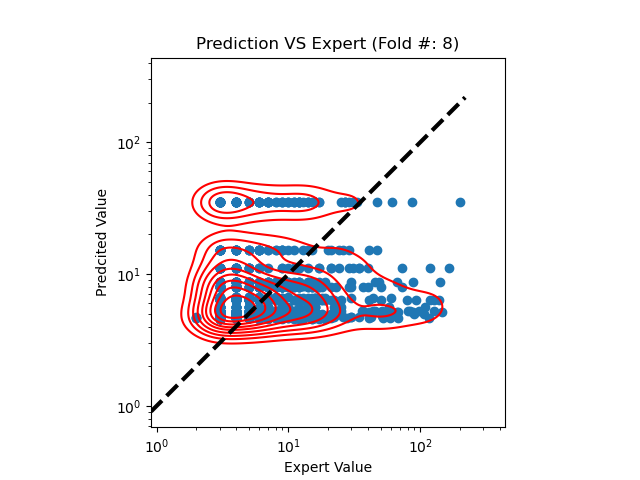 Prediction VS Expert (Fold #: 8)
Predcited Value
10²
10¹
10⁰
10⁰ 10¹ 10²
Expert Value